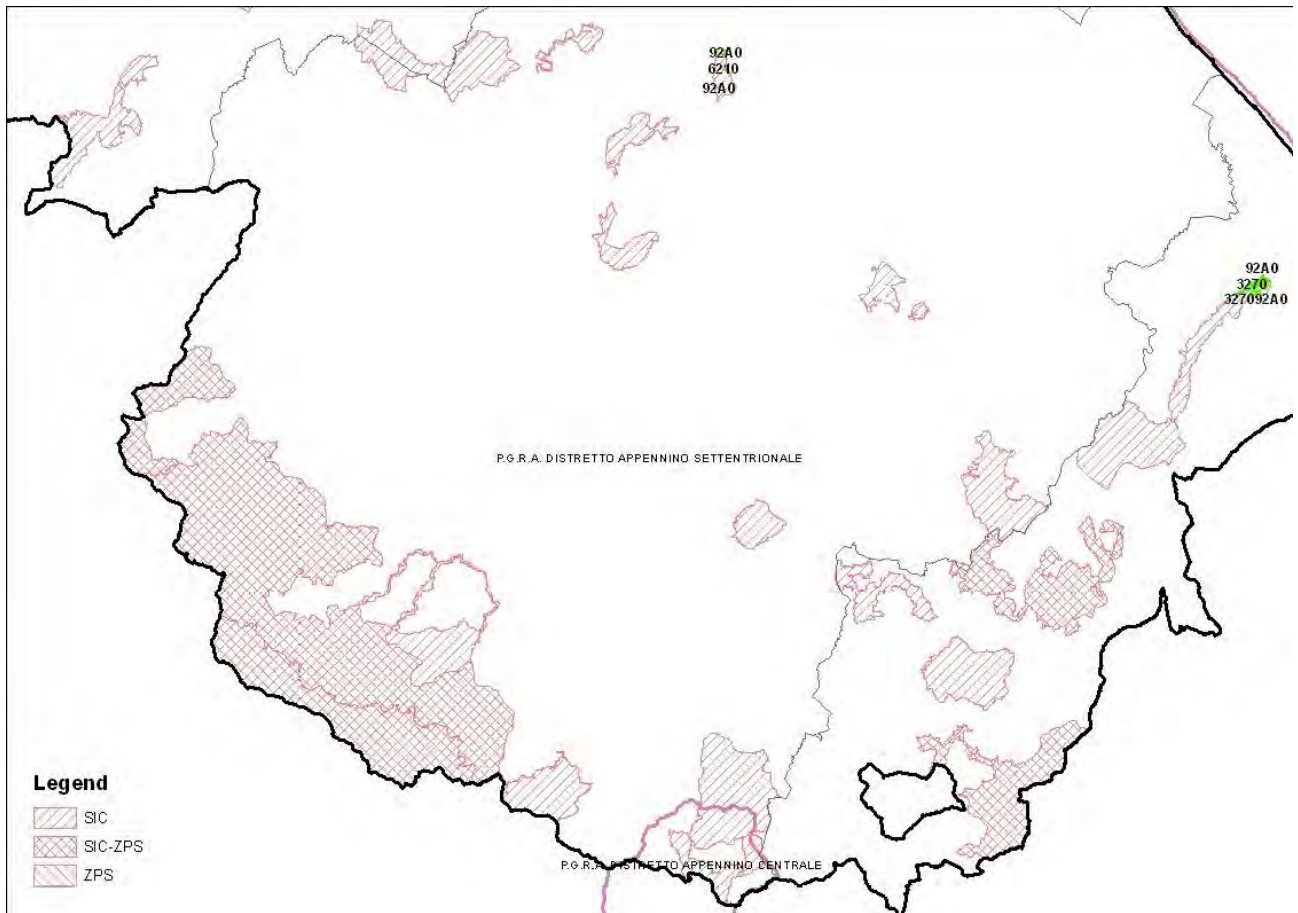 92A0
6210
92A0
92A0
3270
327092A0
P.G.R.A. DISTRETTO APPENNINO SETTENTRIONALE
Legend
SIC
SIC-ZPS
ZPS
P.G.R.A. DISTRETTO APPENNINO CENTRALE